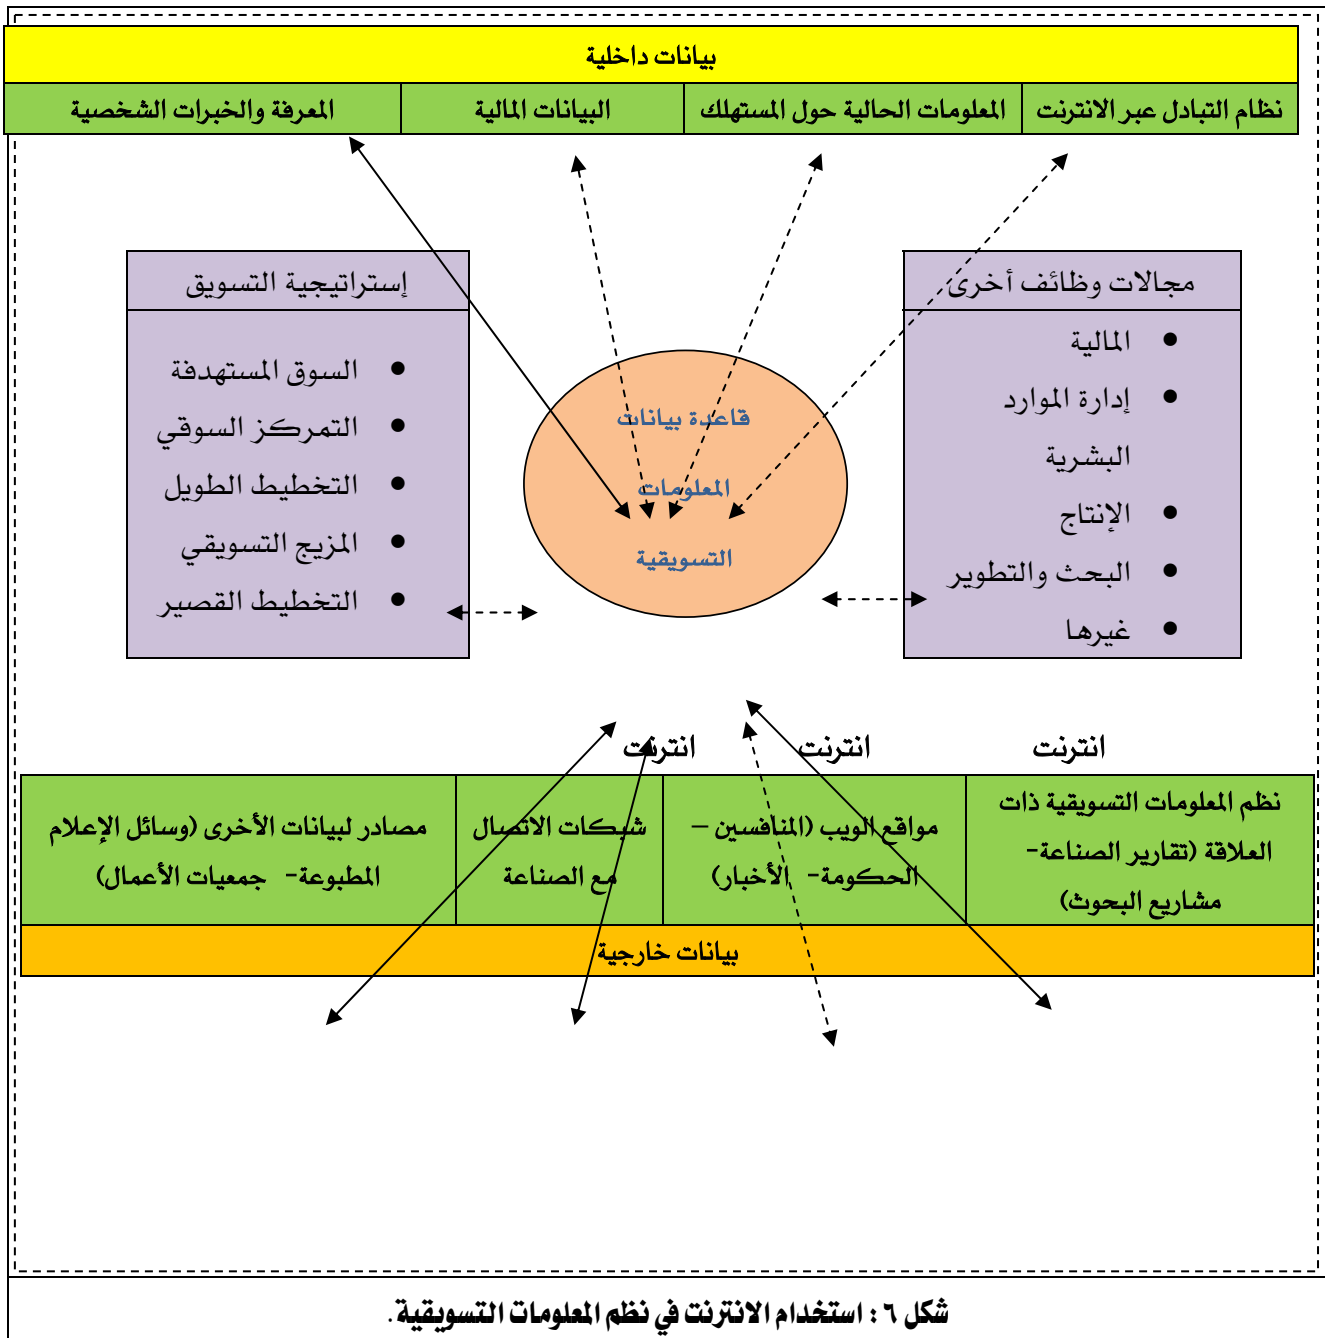 بيانات داخلية
نظام التبادل عبر الانترنت
المعلومات الحالية حول المستهلك
البيانات المالية
المعرفة والخبرات الشخصية
مجالات وظائف أخرى
• المالية
• إدارة الموارد
البشرية
• الإنتاج
• البحث والتطوير
• غيرها
قاعدة بيانات
المعلومات
التسويقية
إستراتيجية التسويق
• السوق المستهدفة
• التمركز السوقي
• التخطيط الطويل
• المزيج التسويقي
• التخطيط القصير
انترنت
انترنت
انترنت
نظم المعلومات التسويقية ذات
العلاقة (تقارير الصناعة-
مشاريع البحوث)
مواقع الويب (المنافسين –
الحكومة- الأخبار)
شبكات الاتصال
مع الصناعة
مصادر لبيانات الأخرى (وسائل الإعلام
المطبوعة- جمعيات الأعمال)
بيانات خارجية
شكل ٦ : استخدام الانترنت في نظم المعلومات التسويقية.